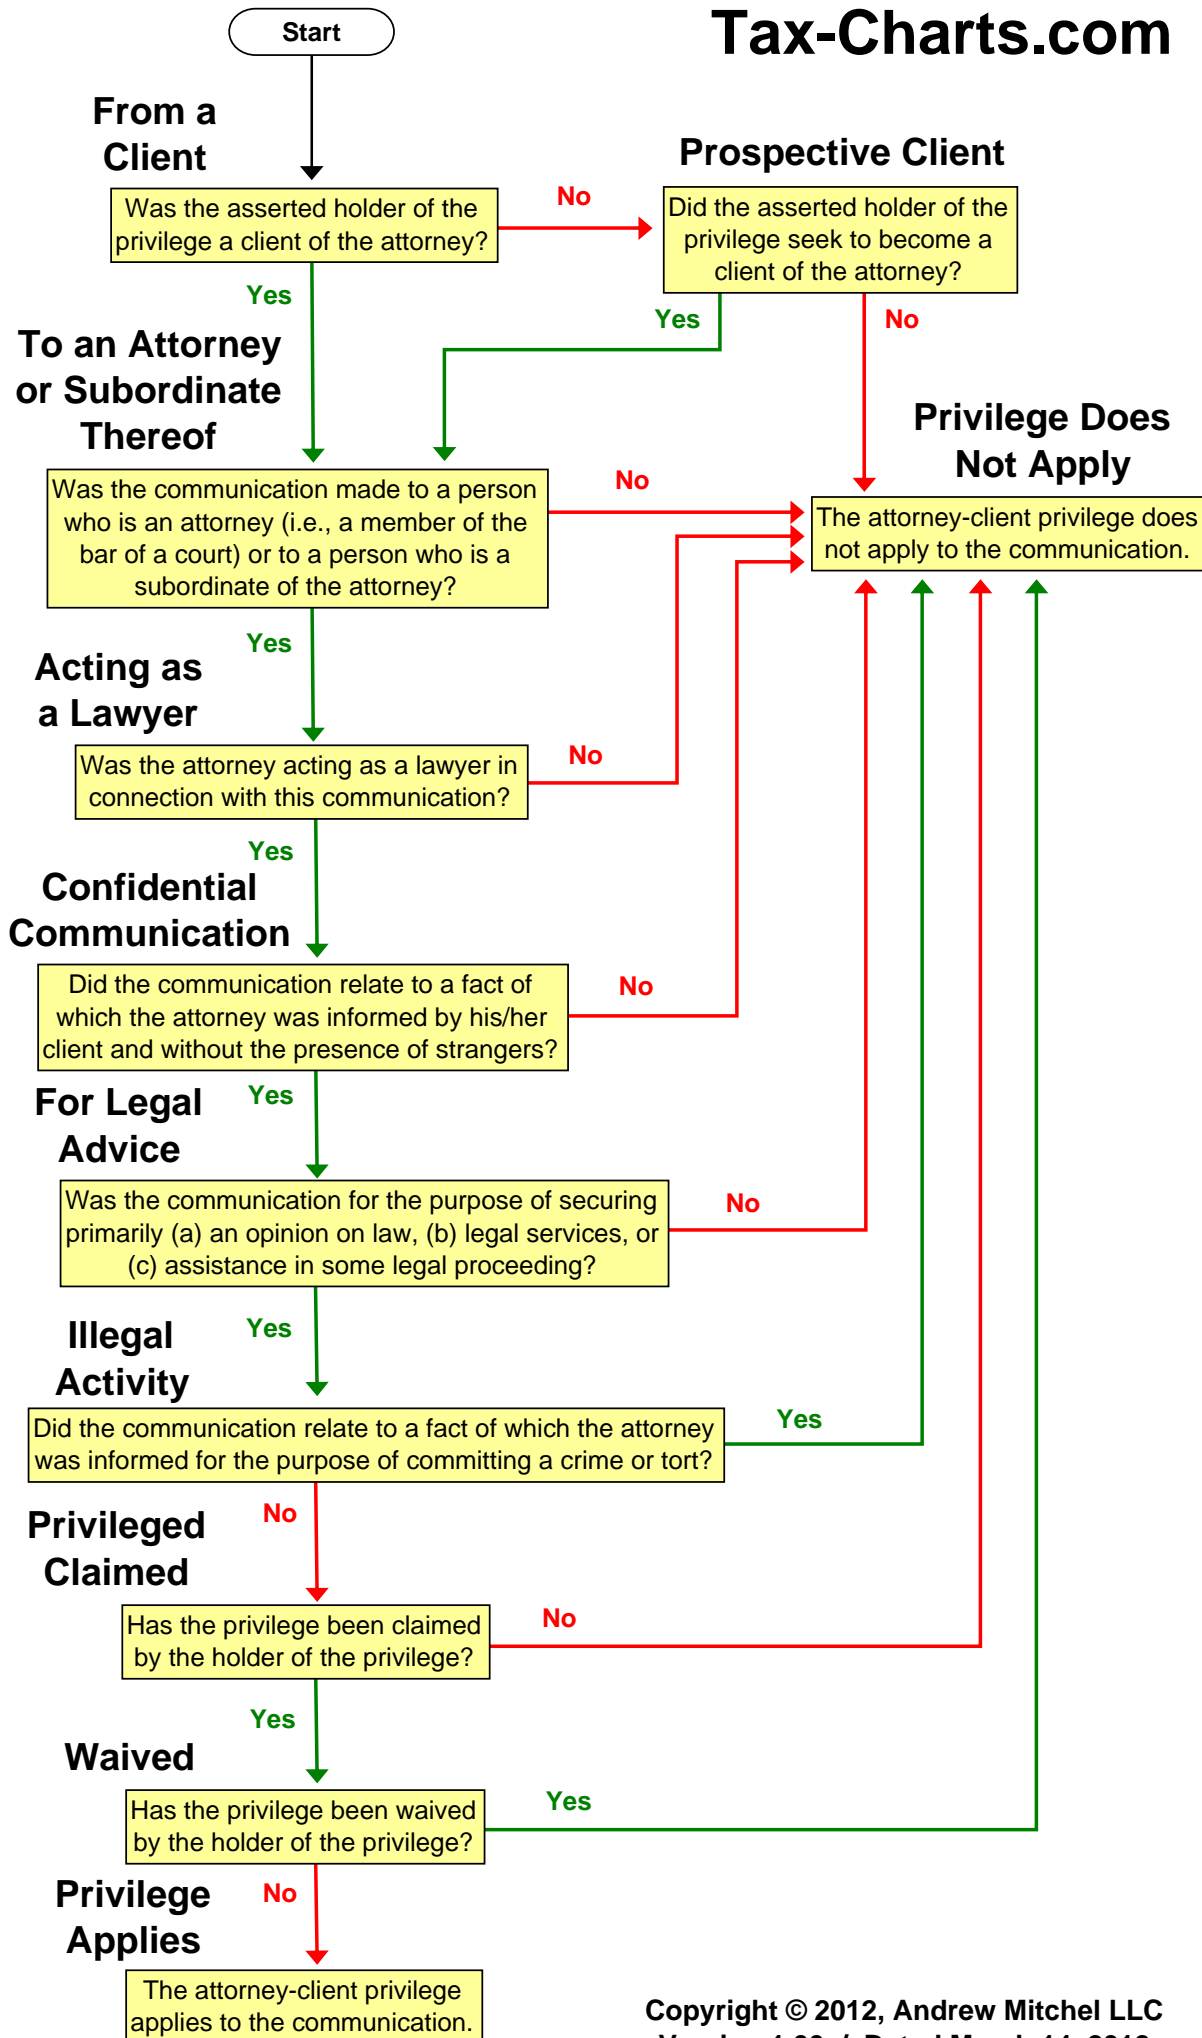 Start
Tax-Charts.com
From a
Client
Prospective Client
Was the asserted holder of the
privilege a client of the attorney?
No
Did the asserted holder of the
privilege seek to become a
client of the attorney?
Yes
Yes
No
To an Attorney
or Subordinate
Thereof
Privilege Does
Not Apply
Was the communication made to a person
who is an attorney (i.e., a member of the
bar of a court) or to a person who is a
subordinate of the attorney?
No
The attorney-client privilege does
not apply to the communication.
Yes
Acting as
a Lawyer
Was the attorney acting as a lawyer in
connection with this communication?
No
Yes
Confidential
Communication
Did the communication relate to a fact of
which the attorney was informed by his/her
client and without the presence of strangers?
No
Yes
For Legal
Advice
Was the communication for the purpose of securing
primarily (a) an opinion on law, (b) legal services, or
(c) assistance in some legal proceeding?
No
Yes
Illegal
Activity
Did the communication relate to a fact of which the attorney
was informed for the purpose of committing a crime or tort?
Yes
No
Privileged
Claimed
Has the privilege been claimed
by the holder of the privilege?
No
Yes
Waived
Has the privilege been waived
by the holder of the privilege?
Yes
No
Privilege
Applies
The attorney-client privilege
applies to the communication.
Copyright © 2012, Andrew Mitchel LLC